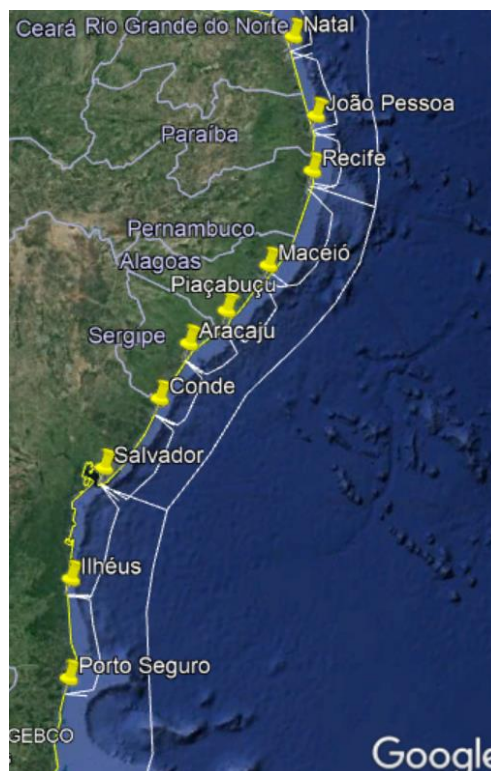 Ceará Rio Grande do Norte Natal
João Pessoa
Paraíba
Recife
Pernambuco
Macéió
Alagoas
Piaçabuçu
Sergipe Aracaju
Conde
Salvador
Ilhéus
Porto Seguro
GEBCO
Google